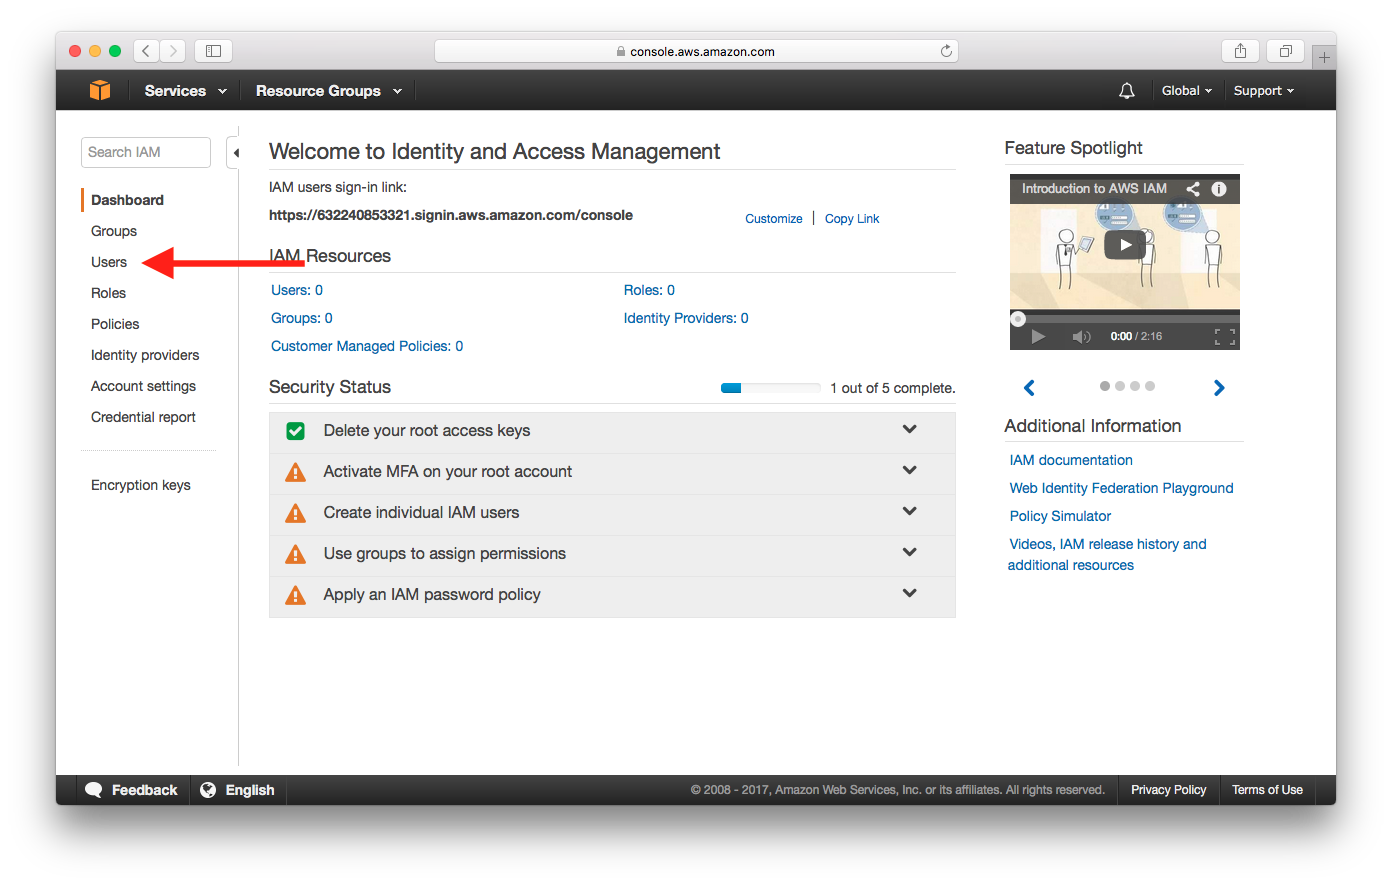 console.aws.amazon.com
Services
Resource Groups
Global
Support
Search IAM
Dashboard
Groups
Users
Roles
Policies
Identity providers
Account settings
Credential report
Encryption keys
Welcome to Identity and Access Management
IAM users sign-in link:
https://632240853321.signin.aws.amazon.com/console
Customize
Copy Link
IAM Resources
Users: 0
Roles: 0
Groups: 0
Identity Providers: 0
Customer Managed Policies: 0
Security Status
1 out of 5 complete.
Delete your root access keys
Activate MFA on your root account
Create individual IAM users
Use groups to assign permissions
Apply an IAM password policy
Feature Spotlight
Introduction to AWS IAM
0:00 / 2:16
Additional Information
IAM documentation
Web Identity Federation Playground
Policy Simulator
Videos, IAM release history and
additional resources
Feedback
English
© 2008 - 2017, Amazon Web Services, Inc. or its affiliates. All rights reserved.
Privacy Policy
Terms of Use